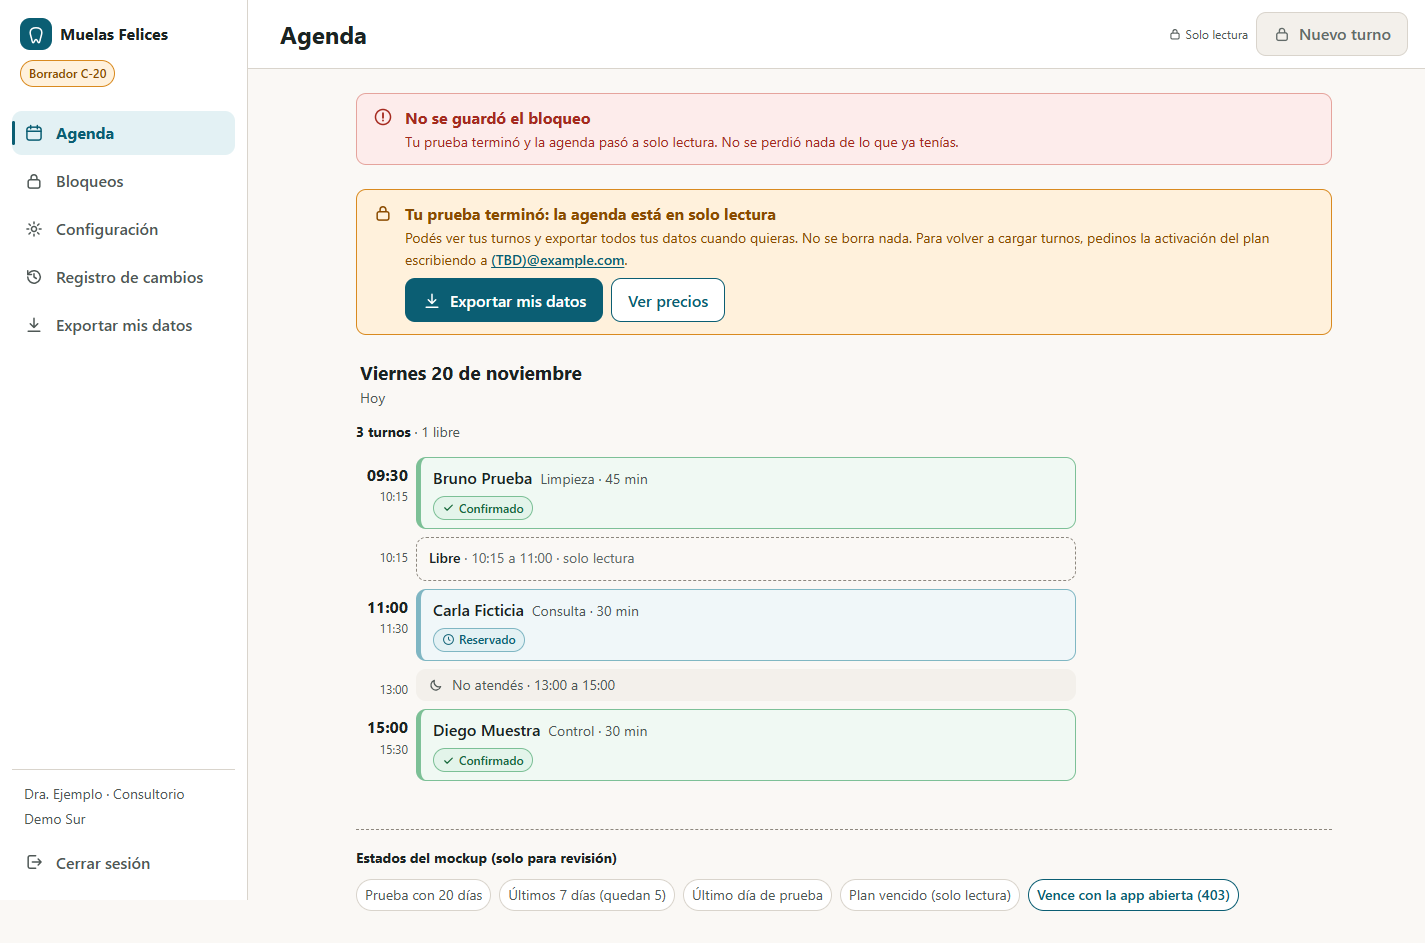 Muelas Felices
Borrador C-20
Agenda
Bloqueos
Configuración
Registro de cambios
Exportar mis datos
Dra. Ejemplo · Consultorio
Demo Sur
Cerrar sesión
Agenda
Solo lectura
Nuevo turno
No se guardó el bloqueo
Tu prueba terminó y la agenda pasó a solo lectura. No se perdió nada de lo que ya tenías.
Tu prueba terminó: la agenda está en solo lectura
Podés ver tus turnos y exportar todos tus datos cuando quieras. No se borra nada. Para volver a cargar turnos, pedinos la activación del plan
escribiendo a (TBD)@example.com.
Exportar mis datos
Ver precios
Viernes 20 de noviembre
Hoy
3 turnos · 1 libre
09:30
10:15
Bruno Prueba Limpieza · 45 min
Confirmado
10:15
Libre · 10:15 a 11:00 · solo lectura
11:00
11:30
Carla Ficticia Consulta · 30 min
Reservado
13:00
No atendés · 13:00 a 15:00
15:00
15:30
Diego Muestra Control · 30 min
Confirmado
Estados del mockup (solo para revisión)
Prueba con 20 días
Últimos 7 días (quedan 5)
Último día de prueba
Plan vencido (solo lectura)
Vence con la app abierta (403)